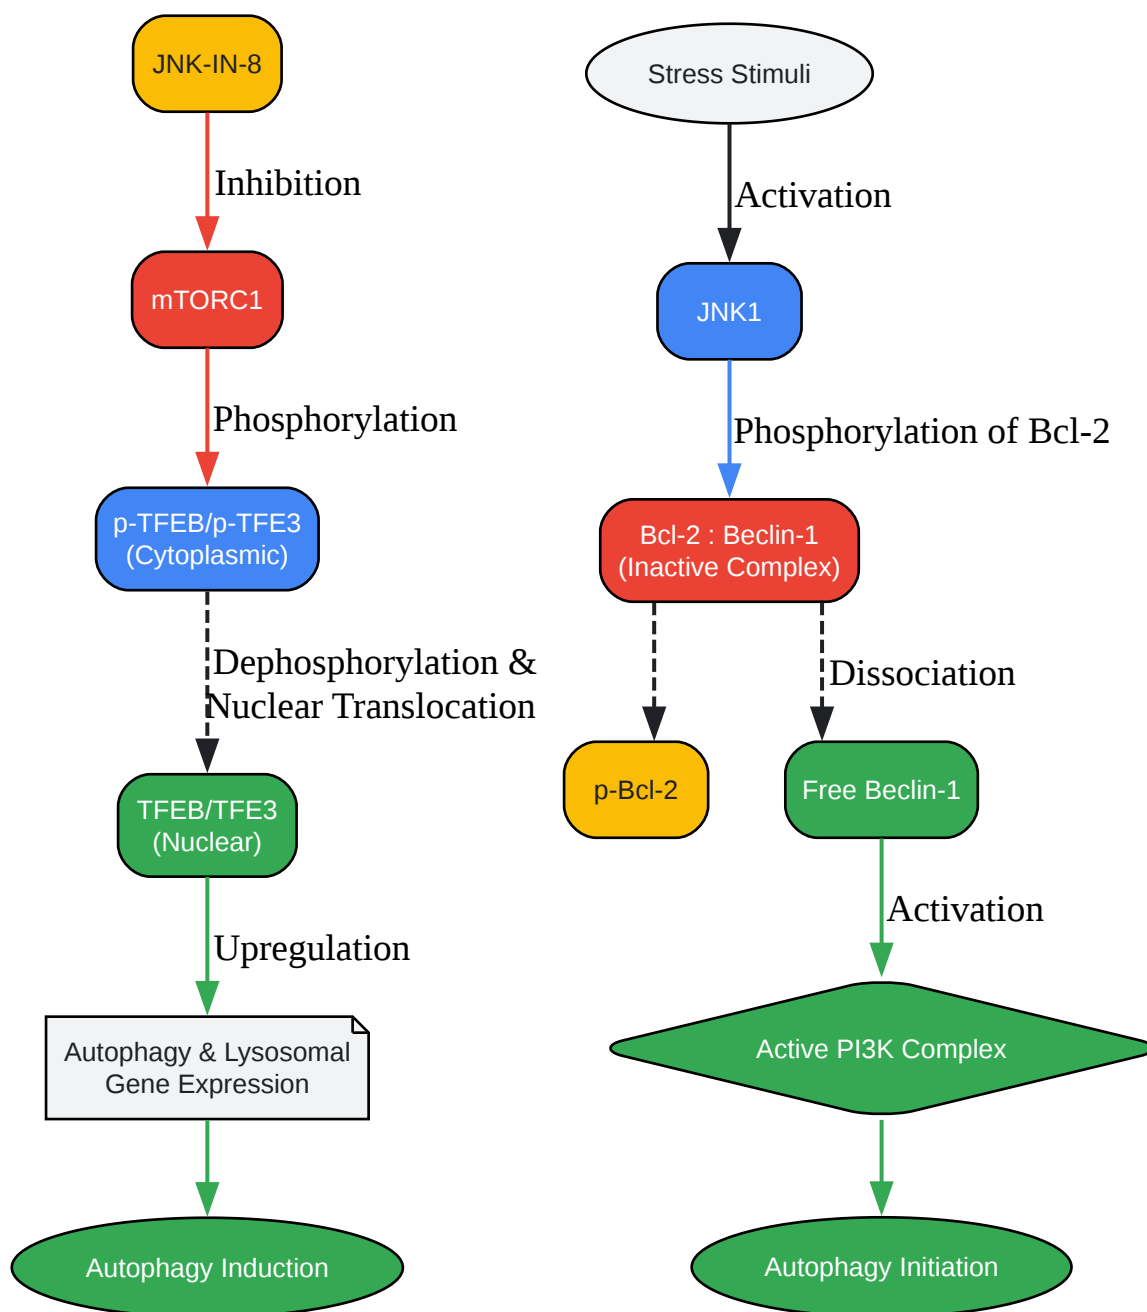 JNK-IN-8
Inhibition
mTORC1
Phosphorylation
p-TFEB/p-TFE3
(Cytoplasmic)
Dephosphorylation &
Nuclear Translocation
TFEB/TFE3
(Nuclear)
Upregulation
Autophagy & Lysosomal
Gene Expression
Autophagy Induction
Stress Stimuli
Activation
JNK1
Phosphorylation of Bcl-2
Bcl-2 : Beclin-1
(Inactive Complex)
Dissociation
p-Bcl-2
Free Beclin-1
Activation
Active PI3K Complex
Autophagy Initiation